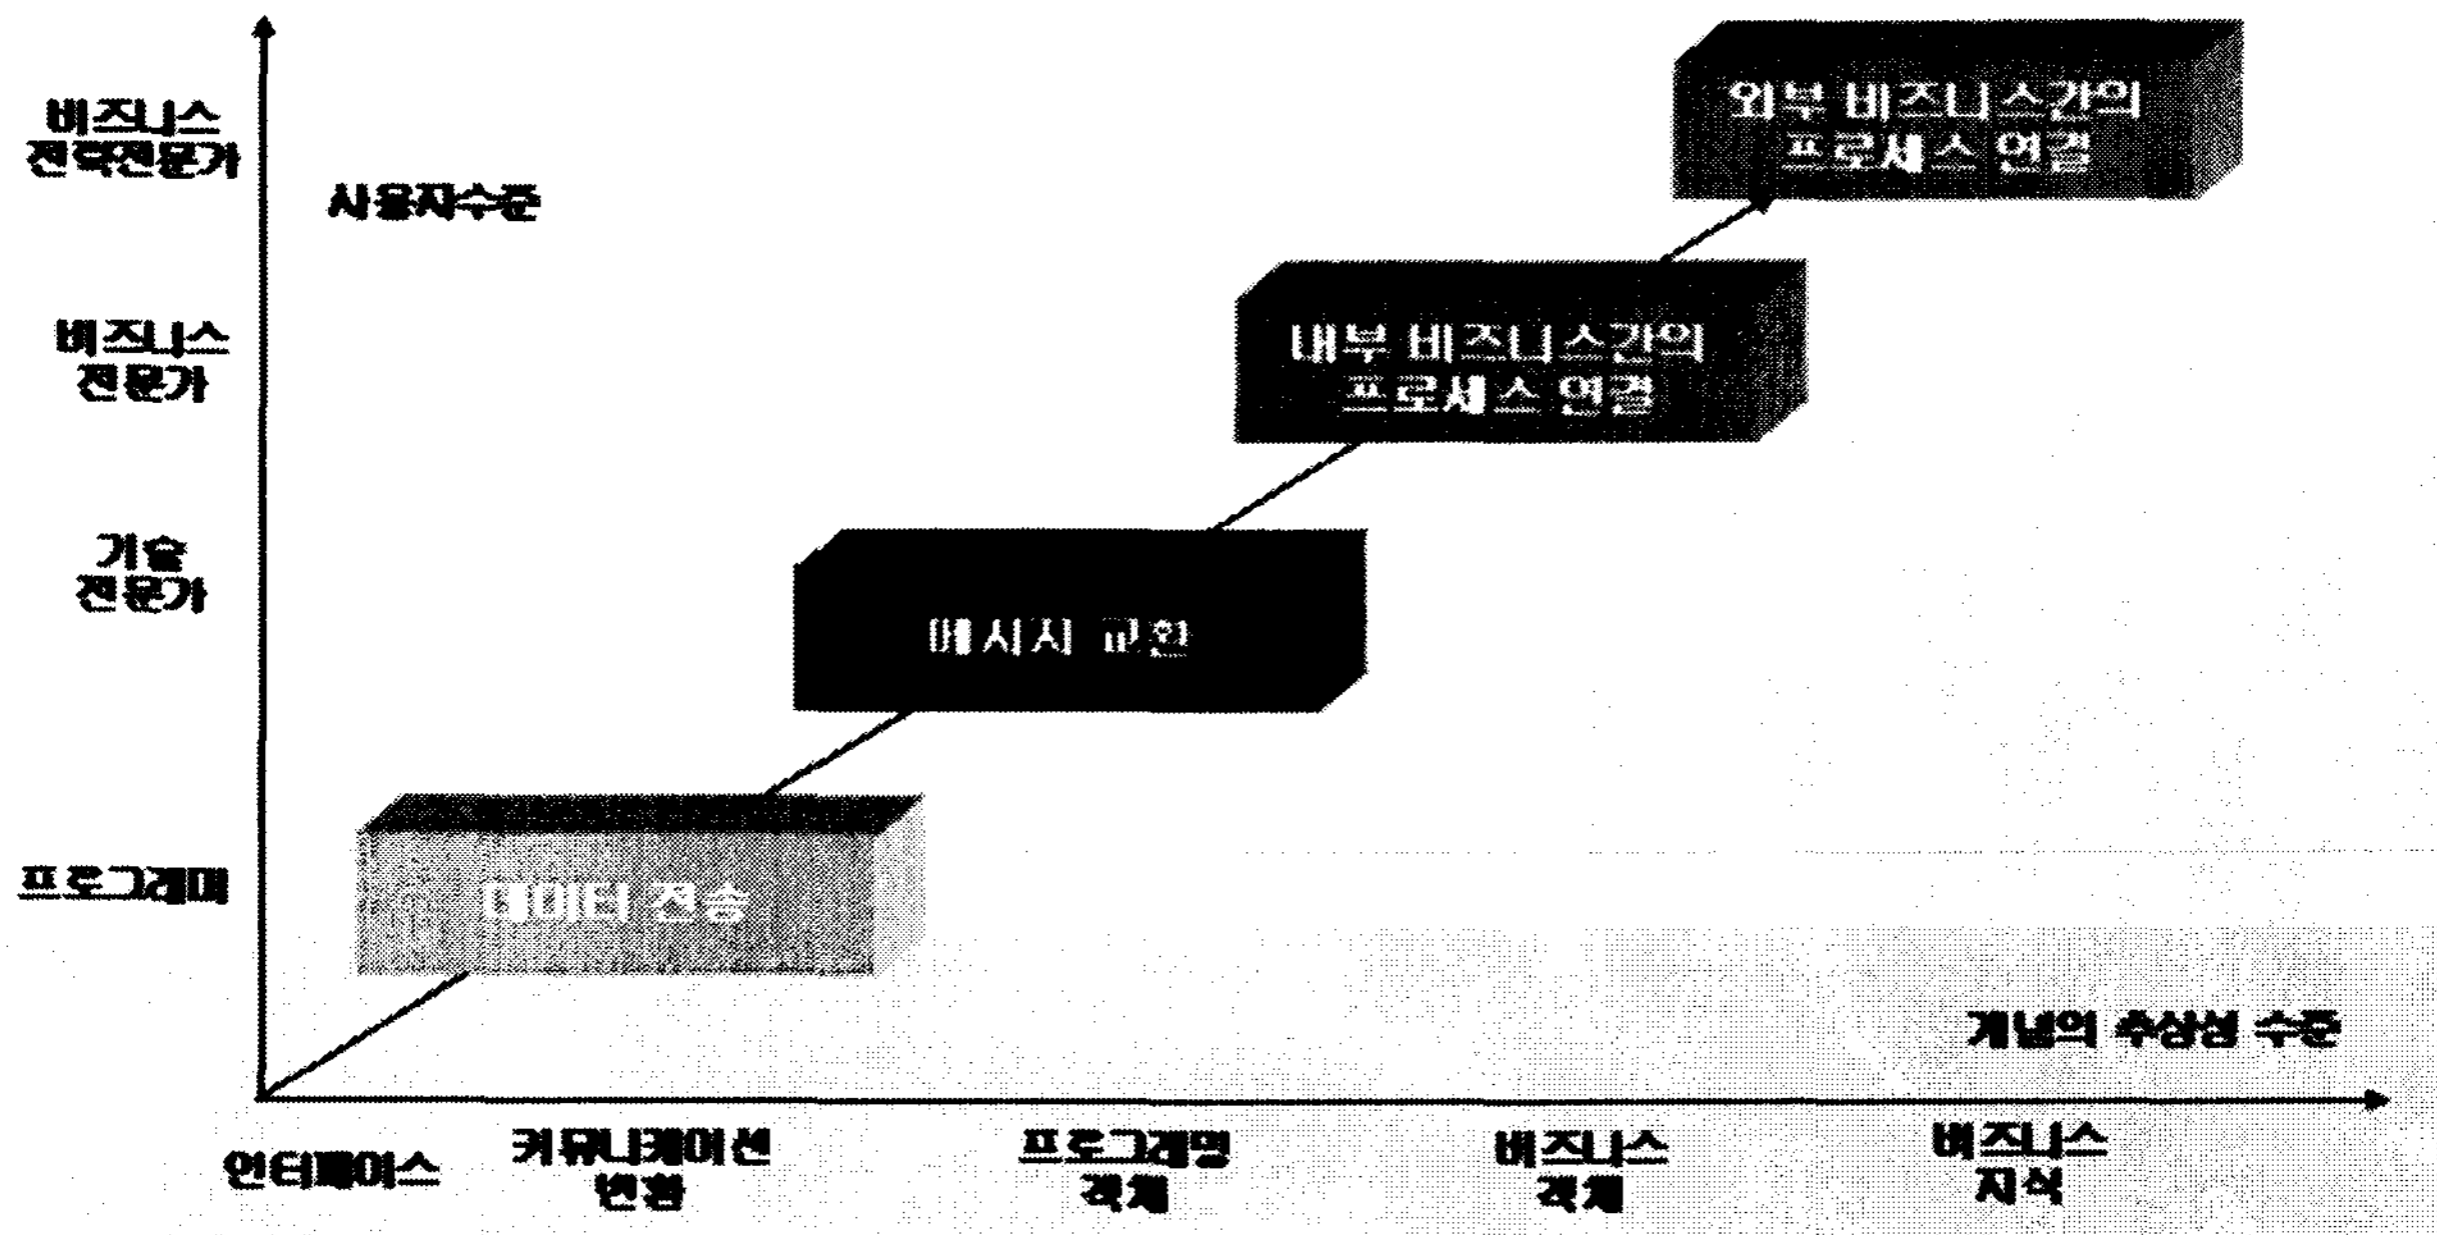 비즈니스
전략전문가
사용자수준
외부 비즈니스간의
프로세스 연결
비즈니스
전문가
내부 비즈니스간의
프로세스 연결
기술
전문가
메시지 교환
프로그래머
데이터 전송
개념의 추상성 수준
인터페이스
커뮤니케이션
변환
프로그래밍
객체
비즈니스
객체
비즈니스
지식